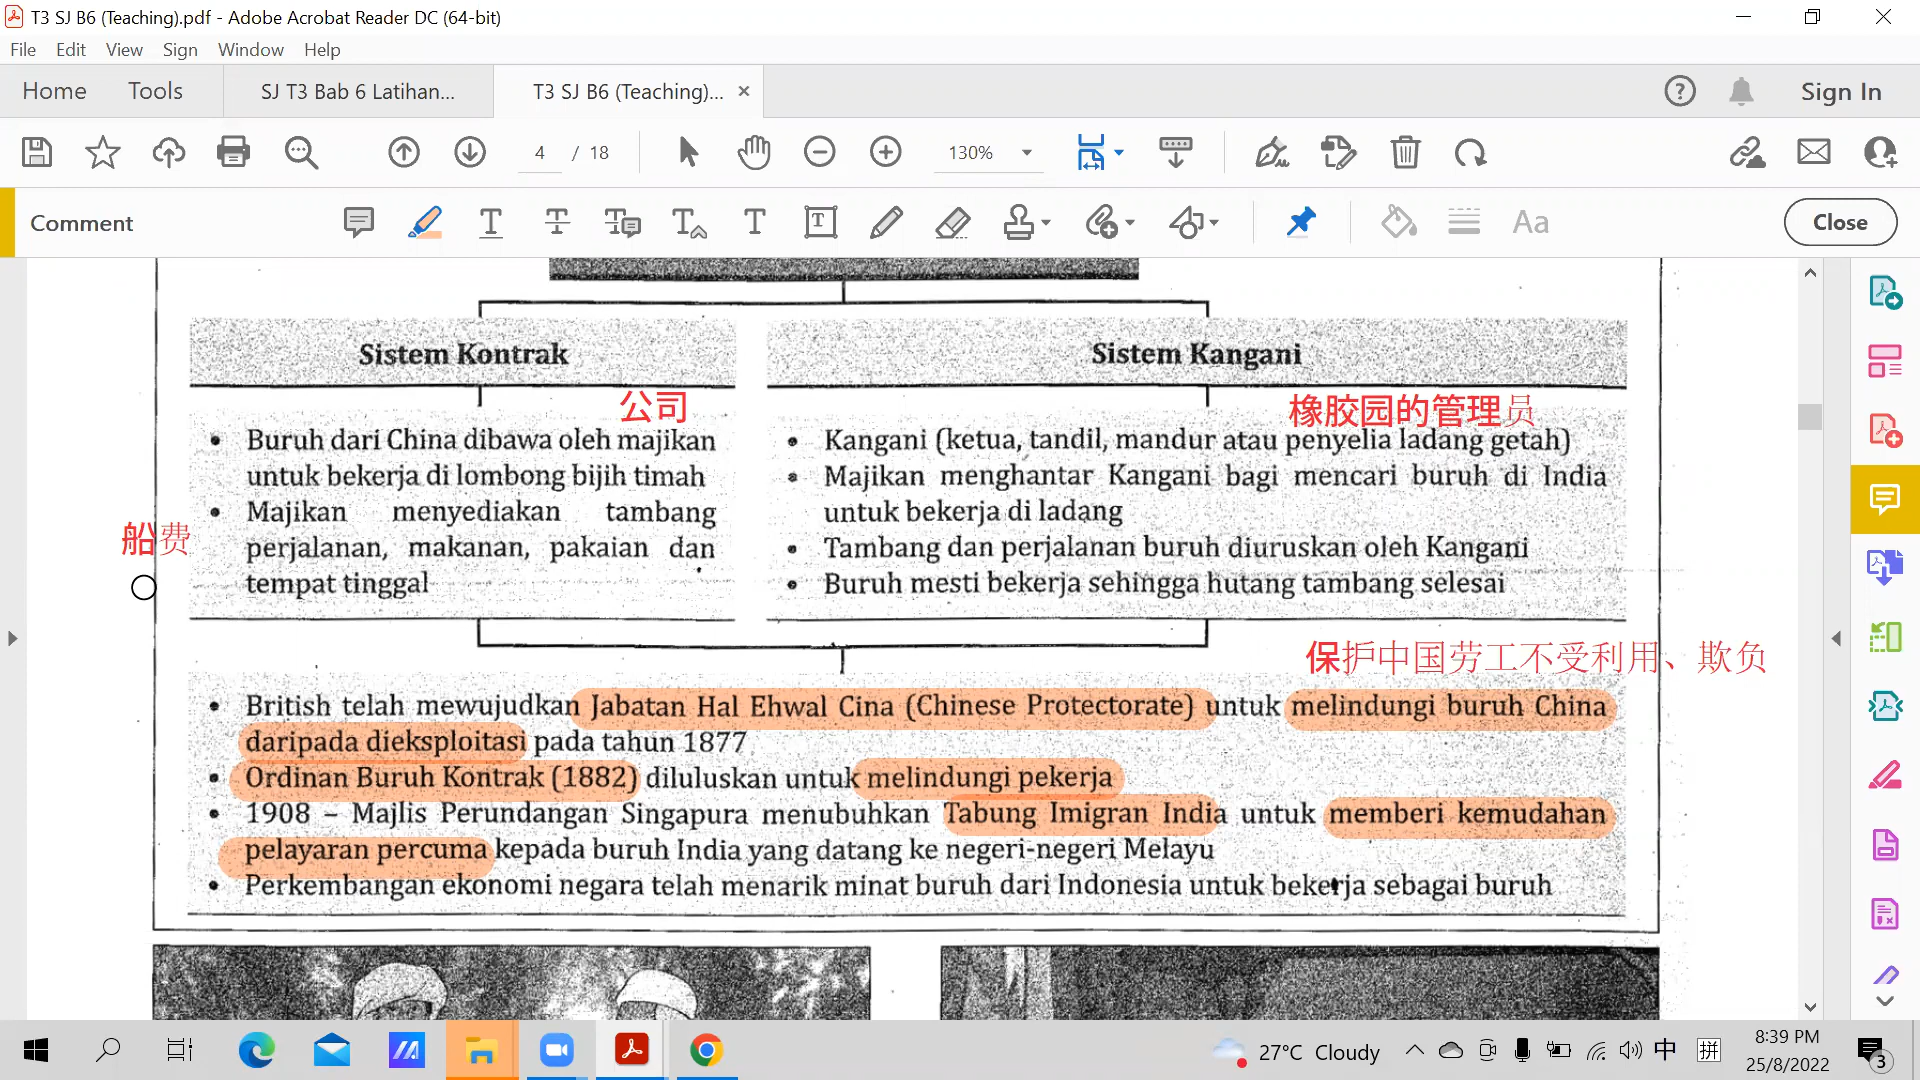 T3 SJ B6 (Teaching).pdf - Adobe Acrobat Reader DC (64-bit)
File Edit View Sign Window Help
Home Tools SJ T3 Bab 6 Latihan... T3 SJ B6 (Teaching)... × Sign In
4 / 18 130%
Comment Aa Close
Sistem Kontrak
公司
• Buruh dari China dibawa oleh majikan
untuk bekerja di lombong bijih timah
• Majikan menyediakan tambang
船费
perjalanan, makanan, pakaian dan
tempat tinggal
Sistem Kangani
橡胶园的管理员
• Kangani (ketua, tandil, mandur atau penyelia ladang getah)
• Majikan menghantar Kangani bagi mencari buruh di India
untuk bekerja di ladang
• Tambang dan perjalanan buruh diuruskan oleh Kangani
• Buruh mesti bekerja sehingga hutang tambang selesai
保护中国劳工不受利用、欺负
• British telah mewujudkan Jabatan Hal Ehwal Cina (Chinese Protectorate) untuk melindungi buruh China
daripada dieksploitasi pada tahun 1877
• Ordinan Buruh Kontrak (1882) diluluskan untuk melindungi pekerja
• 1908 – Majlis Perundangan Singapura menubuhkan Tabung Imigran India untuk memberi kemudahan
pelayaran percuma kepada buruh India yang datang ke negeri-negeri Melayu
• Perkembangan ekonomi negara telah menarik minat buruh dari Indonesia untuk bekerja sebagai buruh
27°C Cloudy 中 拼 8:39 PM
25/8/2022 3